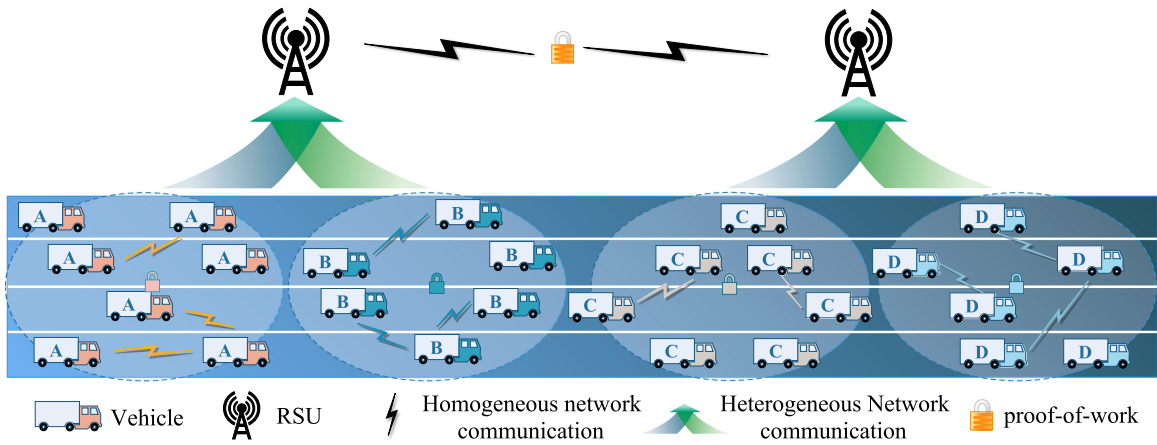 A A B C D
A A B B C C D D
A B B C C D
A A B C C D D
Vehicle RSU Homogeneous network communication Heterogeneous Network communication proof-of-work